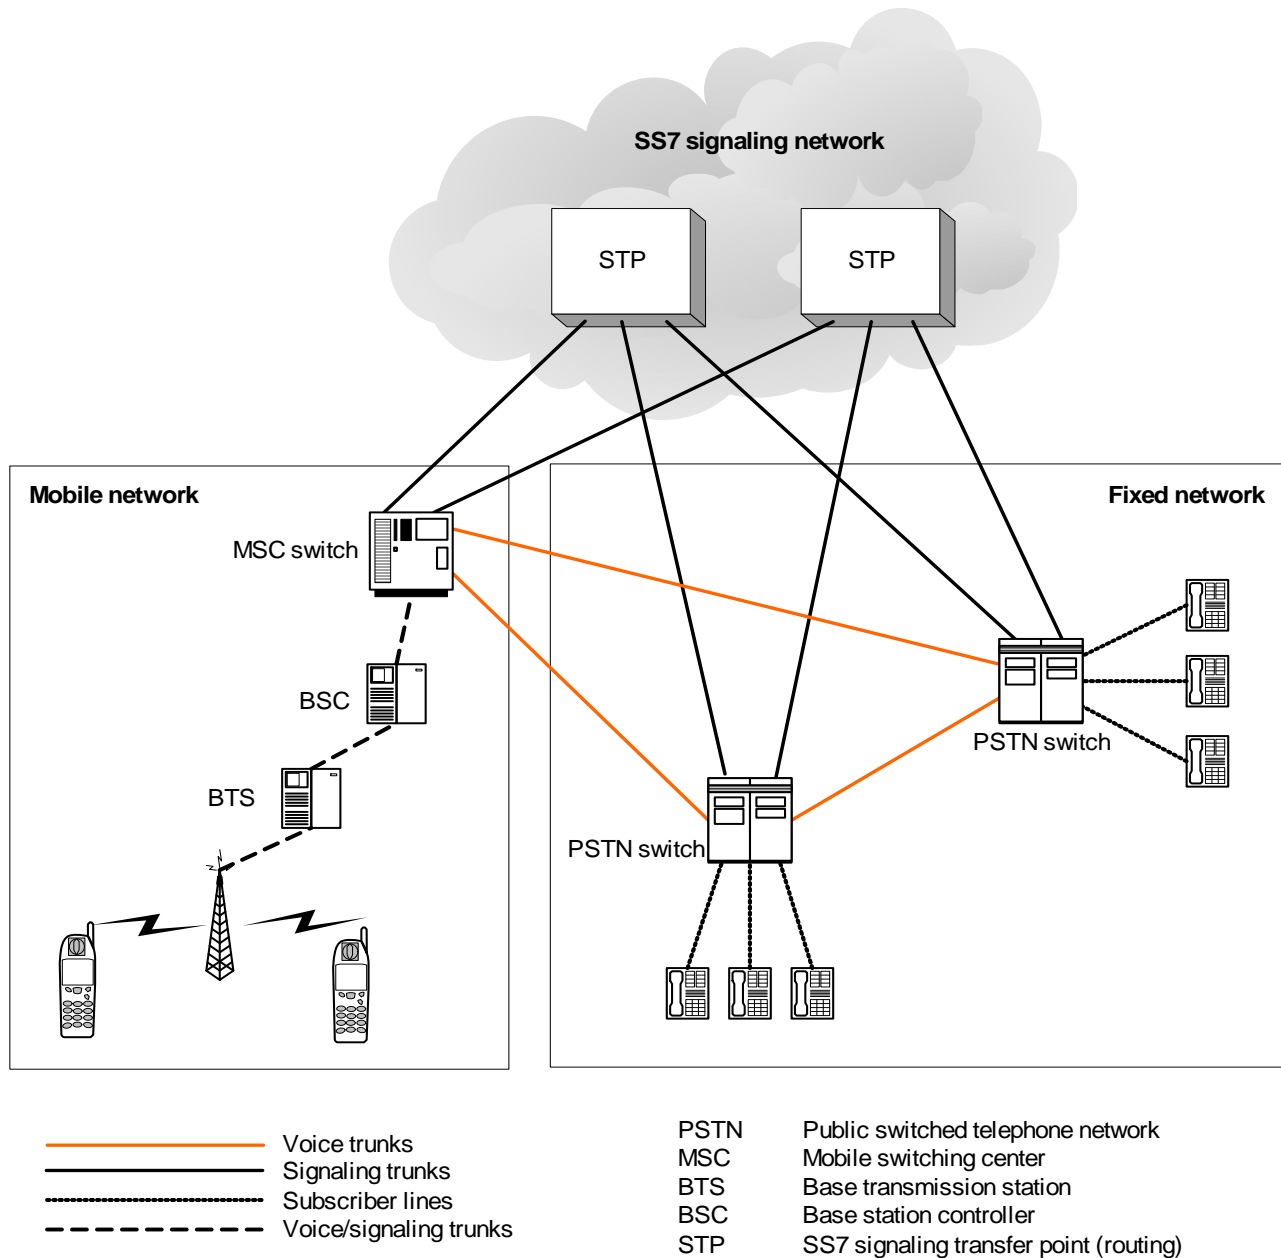 SS7 signaling network
STP
STP
Mobile network
Fixed network
MSC switch
BSC
PSTN switch
BTS
PSTN switch
Voice trunks
Signaling trunks
Subscriber lines
Voice/signaling trunks
PSTN Public switched telephone network
MSC Mobile switching center
BTS Base transmission station
BSC Base station controller
STP SS7 signaling transfer point (routing)